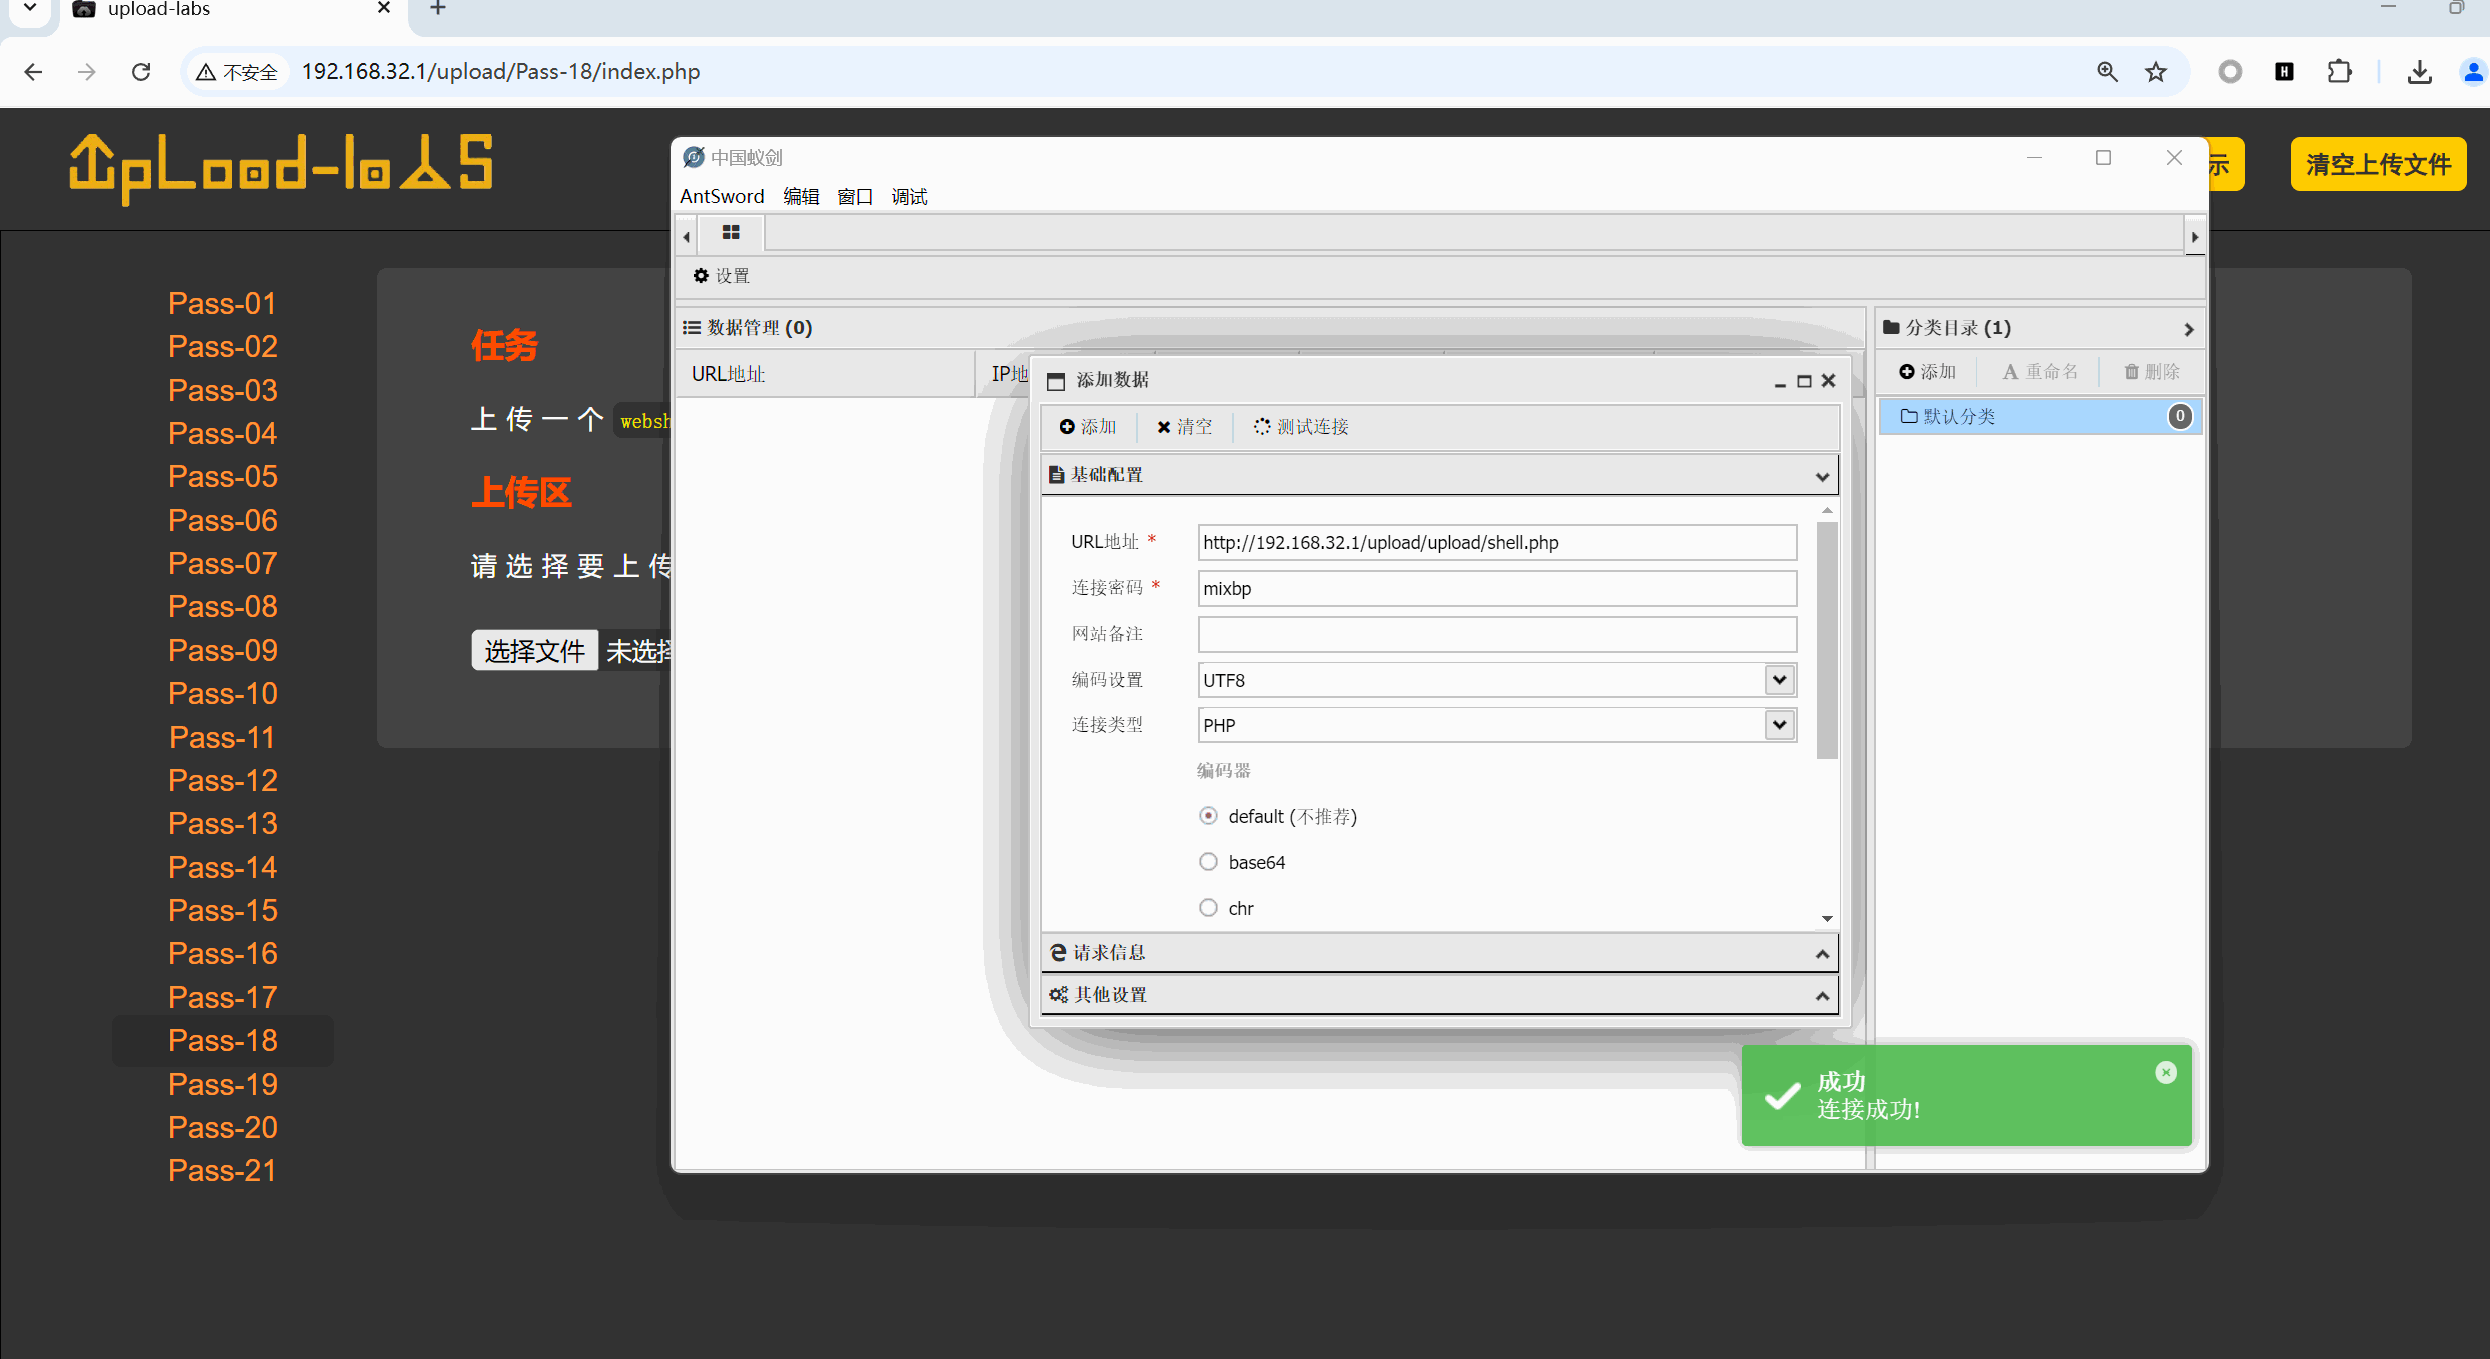 upload-labs
不安全
192.168.32.1/upload/Pass-18/index.php
upLoad-labS
示
清空上传文件
Pass-01
Pass-02
Pass-03
Pass-04
Pass-05
Pass-06
Pass-07
Pass-08
Pass-09
Pass-10
Pass-11
Pass-12
Pass-13
Pass-14
Pass-15
Pass-16
Pass-17
Pass-18
Pass-19
Pass-20
Pass-21
任务
上传一个 websh
上传区
请选择要上传
选择文件 未选择
中国蚁剑
AntSword 编辑 窗口 调试
设置
数据管理 (0)
URL地址 IP地
分类目录 (1)
添加 重命名 删除
默认分类 0
添加数据
添加 清空 测试连接
基础配置
URL地址 * http://192.168.32.1/upload/upload/shell.php
连接密码 * mixbp
网站备注
编码设置 UTF8
连接类型 PHP
编码器
default (不推荐)
base64
chr
请求信息
其他设置
成功
连接成功!